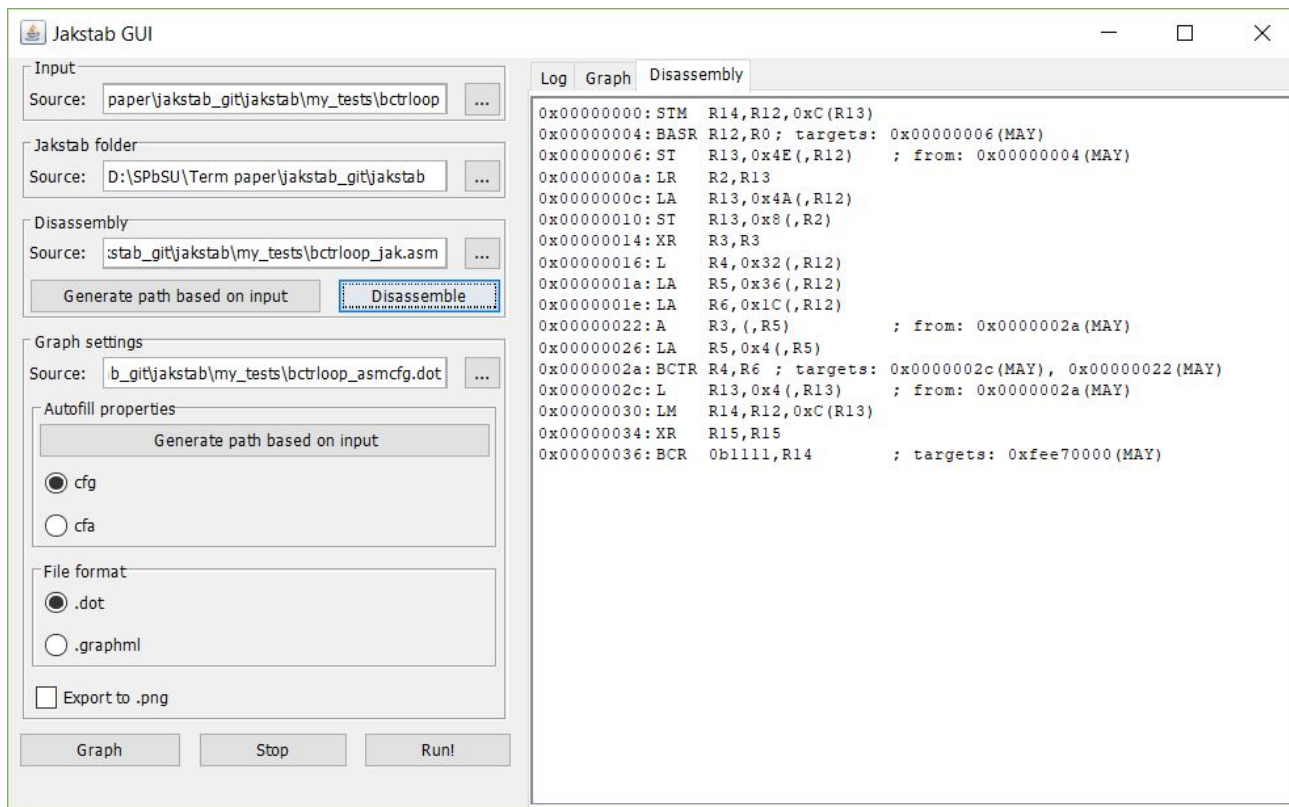 Jakstab GUI
Input
Source: paper\jakstab_git\jakstab\my_tests\bctrloop ...
Jakstab folder
Source: D:\SPbSU\Term paper\jakstab_git\jakstab ...
Disassembly
Source: :stab_git\jakstab\my_tests\bctrloop_jak.asm ...
Generate path based on input Disassemble
Graph settings
Source: b_git\jakstab\my_tests\bctrloop_asmcfg.dot ...
Autofill properties
Generate path based on input
cfg
cfa
File format
.dot
.graphml
Export to .png
Graph Stop Run!
Log Graph Disassembly
0x00000000: STM R14,R12,0xC(R13)
0x00000004: BASR R12,R0 ; targets: 0x00000006(MAY)
0x00000006: ST R13,0x4E(,R12) ; from: 0x00000004(MAY)
0x0000000a: LR R2,R13
0x0000000c: LA R13,0x4A(,R12)
0x00000010: ST R13,0x8(,R2)
0x00000014: XR R3,R3
0x00000016: L R4,0x32(,R12)
0x0000001a: LA R5,0x36(,R12)
0x0000001e: LA R6,0x1C(,R12)
0x00000022: A R3,(,R5) ; from: 0x0000002a(MAY)
0x00000026: LA R5,0x4(,R5)
0x0000002a: BCTR R4,R6 ; targets: 0x0000002c(MAY), 0x00000022(MAY)
0x0000002c: L R13,0x4(,R13) ; from: 0x0000002a(MAY)
0x00000030: LM R14,R12,0xC(R13)
0x00000034: XR R15,R15
0x00000036: BCR 0b1111,R14 ; targets: 0xfee70000(MAY)